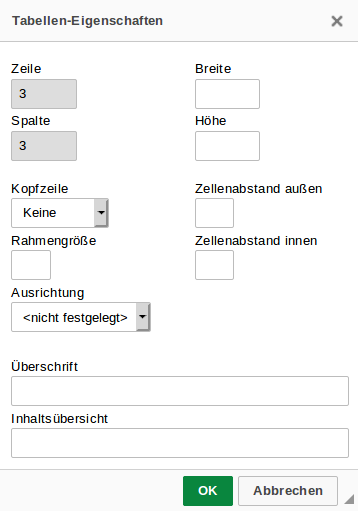 Tabellen-Eigenschaften
Zeile
3
Breite
Spalte
3
Höhe
Kopfzeile
Keine
Zellenabstand außen
Rahmengröße
Zellenabstand innen
Ausrichtung
<nicht festgelegt>
Überschrift
Inhaltsübersicht
OK
Abbrechen